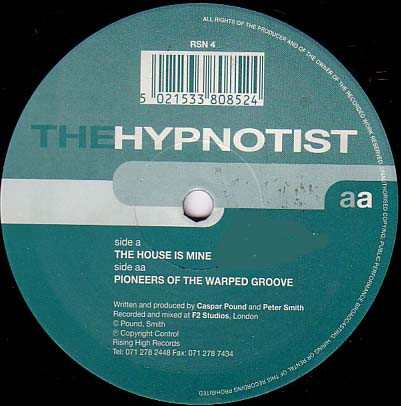 ALL RIGHTS OF THE PRODUCER AND OF THE OWNER OF THE RECORDED WORK RESERVED. UNAUTHORISED COPYING, PUBLIC PERFORMANCE, BROADCASTING, HIRING OR RENTAL OF THIS RECORDING PROHIBITED
RSN 4
5 021533 808524
THEHYPNOTIST
aa
side a
THE HOUSE IS MINE
side aa
PIONEERS OF THE WARPED GROOVE
Written and produced by Caspar Pound and Peter Smith
Recorded and mixed at F2 Studios, London
© Pound, Smith
℗ Copyright Control
Rising High Records
Tel: 071 278 2448 Fax: 071 278 7434